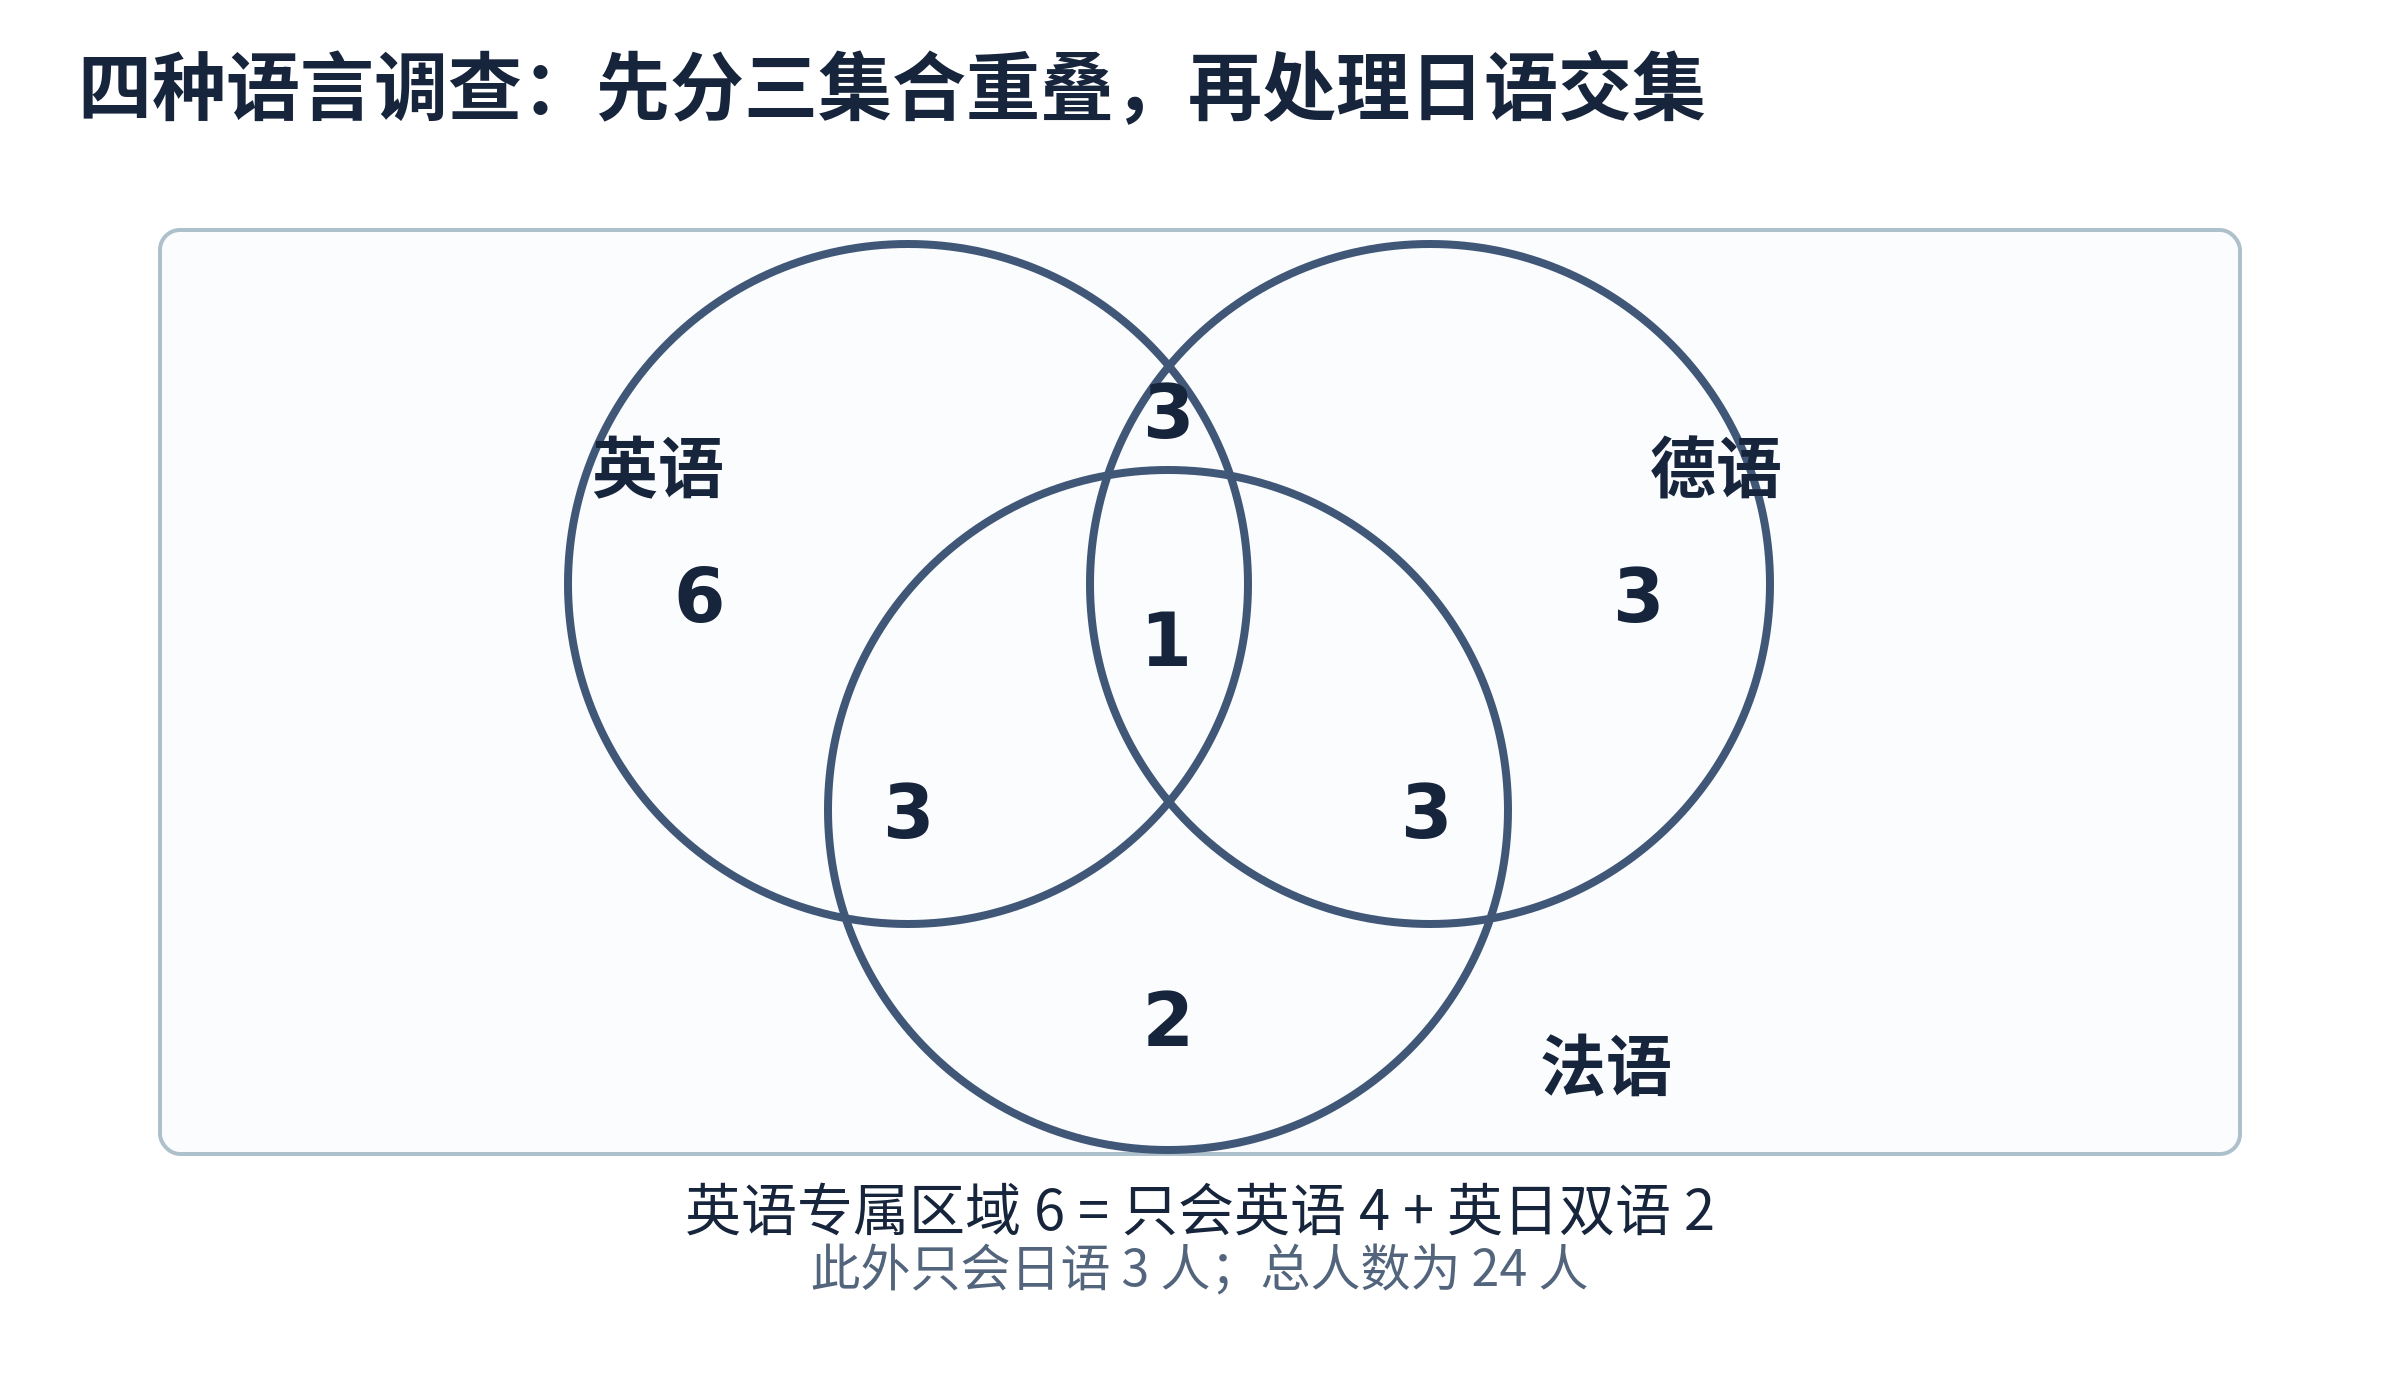 四种语言调查：先分三集合重叠，再处理日语交集
3
英语
德语
6
3
1
3
3
2
法语
英语专属区域 6 = 只会英语 4 + 英日双语 2
此外只会日语 3 人；总人数为 24 人